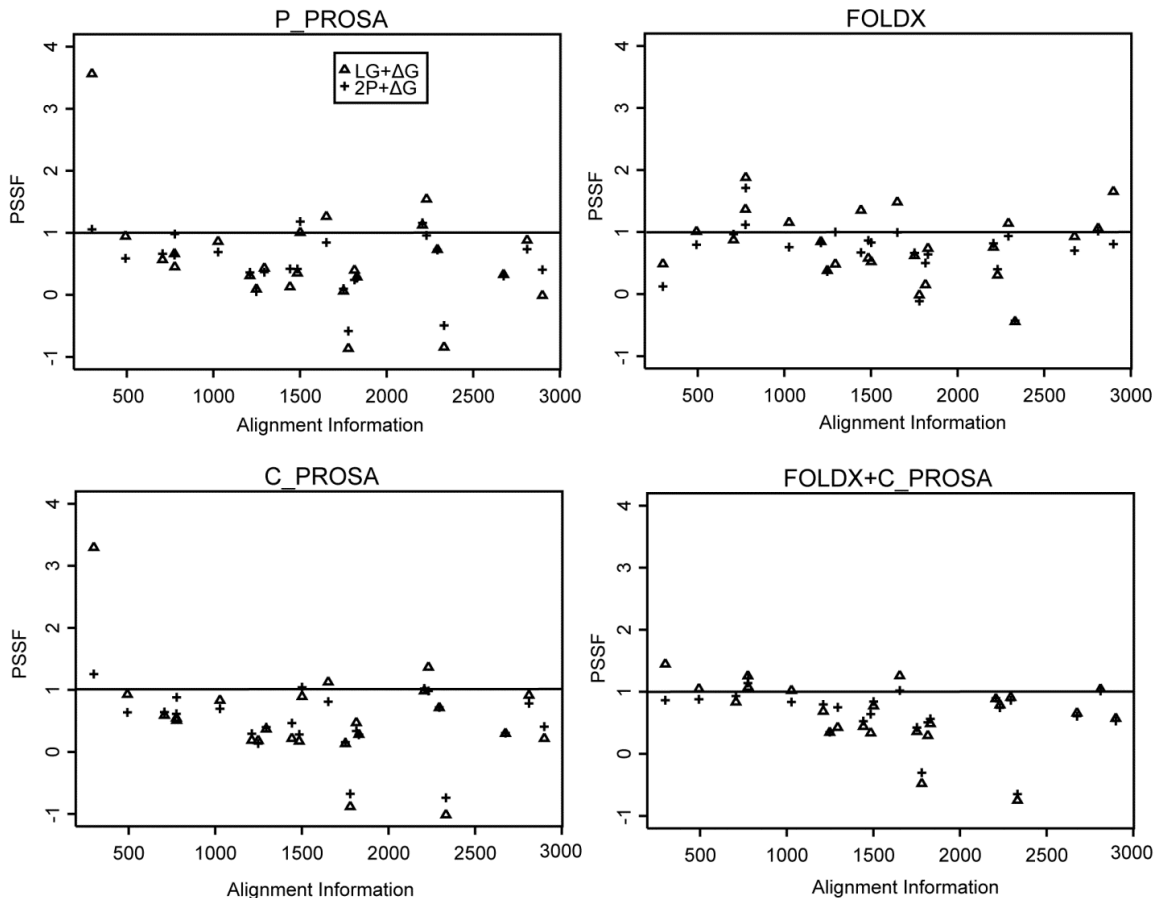 P_PROSA
4
3
2
1
0
-1
PSSF
LG+ΔG
2P+ΔG
500 1000 1500 2000 2500 3000
Alignment Information
FOLDX
4
3
2
1
0
-1
PSSF
500 1000 1500 2000 2500 3000
Alignment Information
C_PROSA
4
3
2
1
0
-1
PSSF
500 1000 1500 2000 2500 3000
Alignment Information
FOLDX+C_PROSA
4
3
2
1
0
-1
PSSF
500 1000 1500 2000 2500 3000
Alignment Information